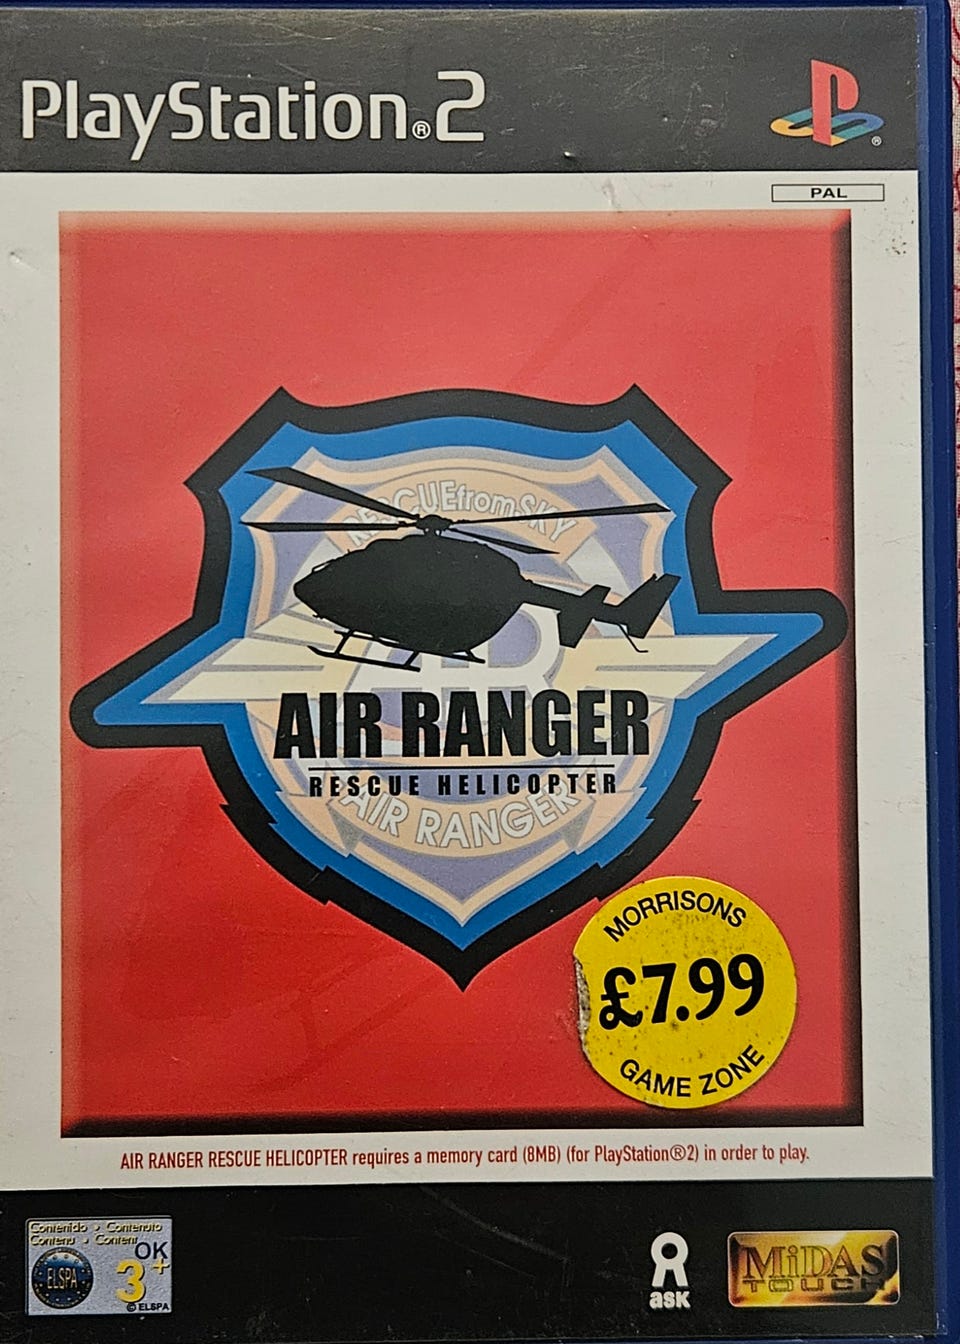 PlayStation®2
PAL
RESCUEfromSKY
AIR RANGER
RESCUE HELICOPTER
AIR RANGER
MORRISONS
£7.99
GAME ZONE
AIR RANGER RESCUE HELICOPTER requires a memory card (8MB) (for PlayStation®2) in order to play.
Contenido • Contenuto
Contenu • Content
OK
ELSPA
3+
© ELSPA
ask
MiDAS
TOUCH